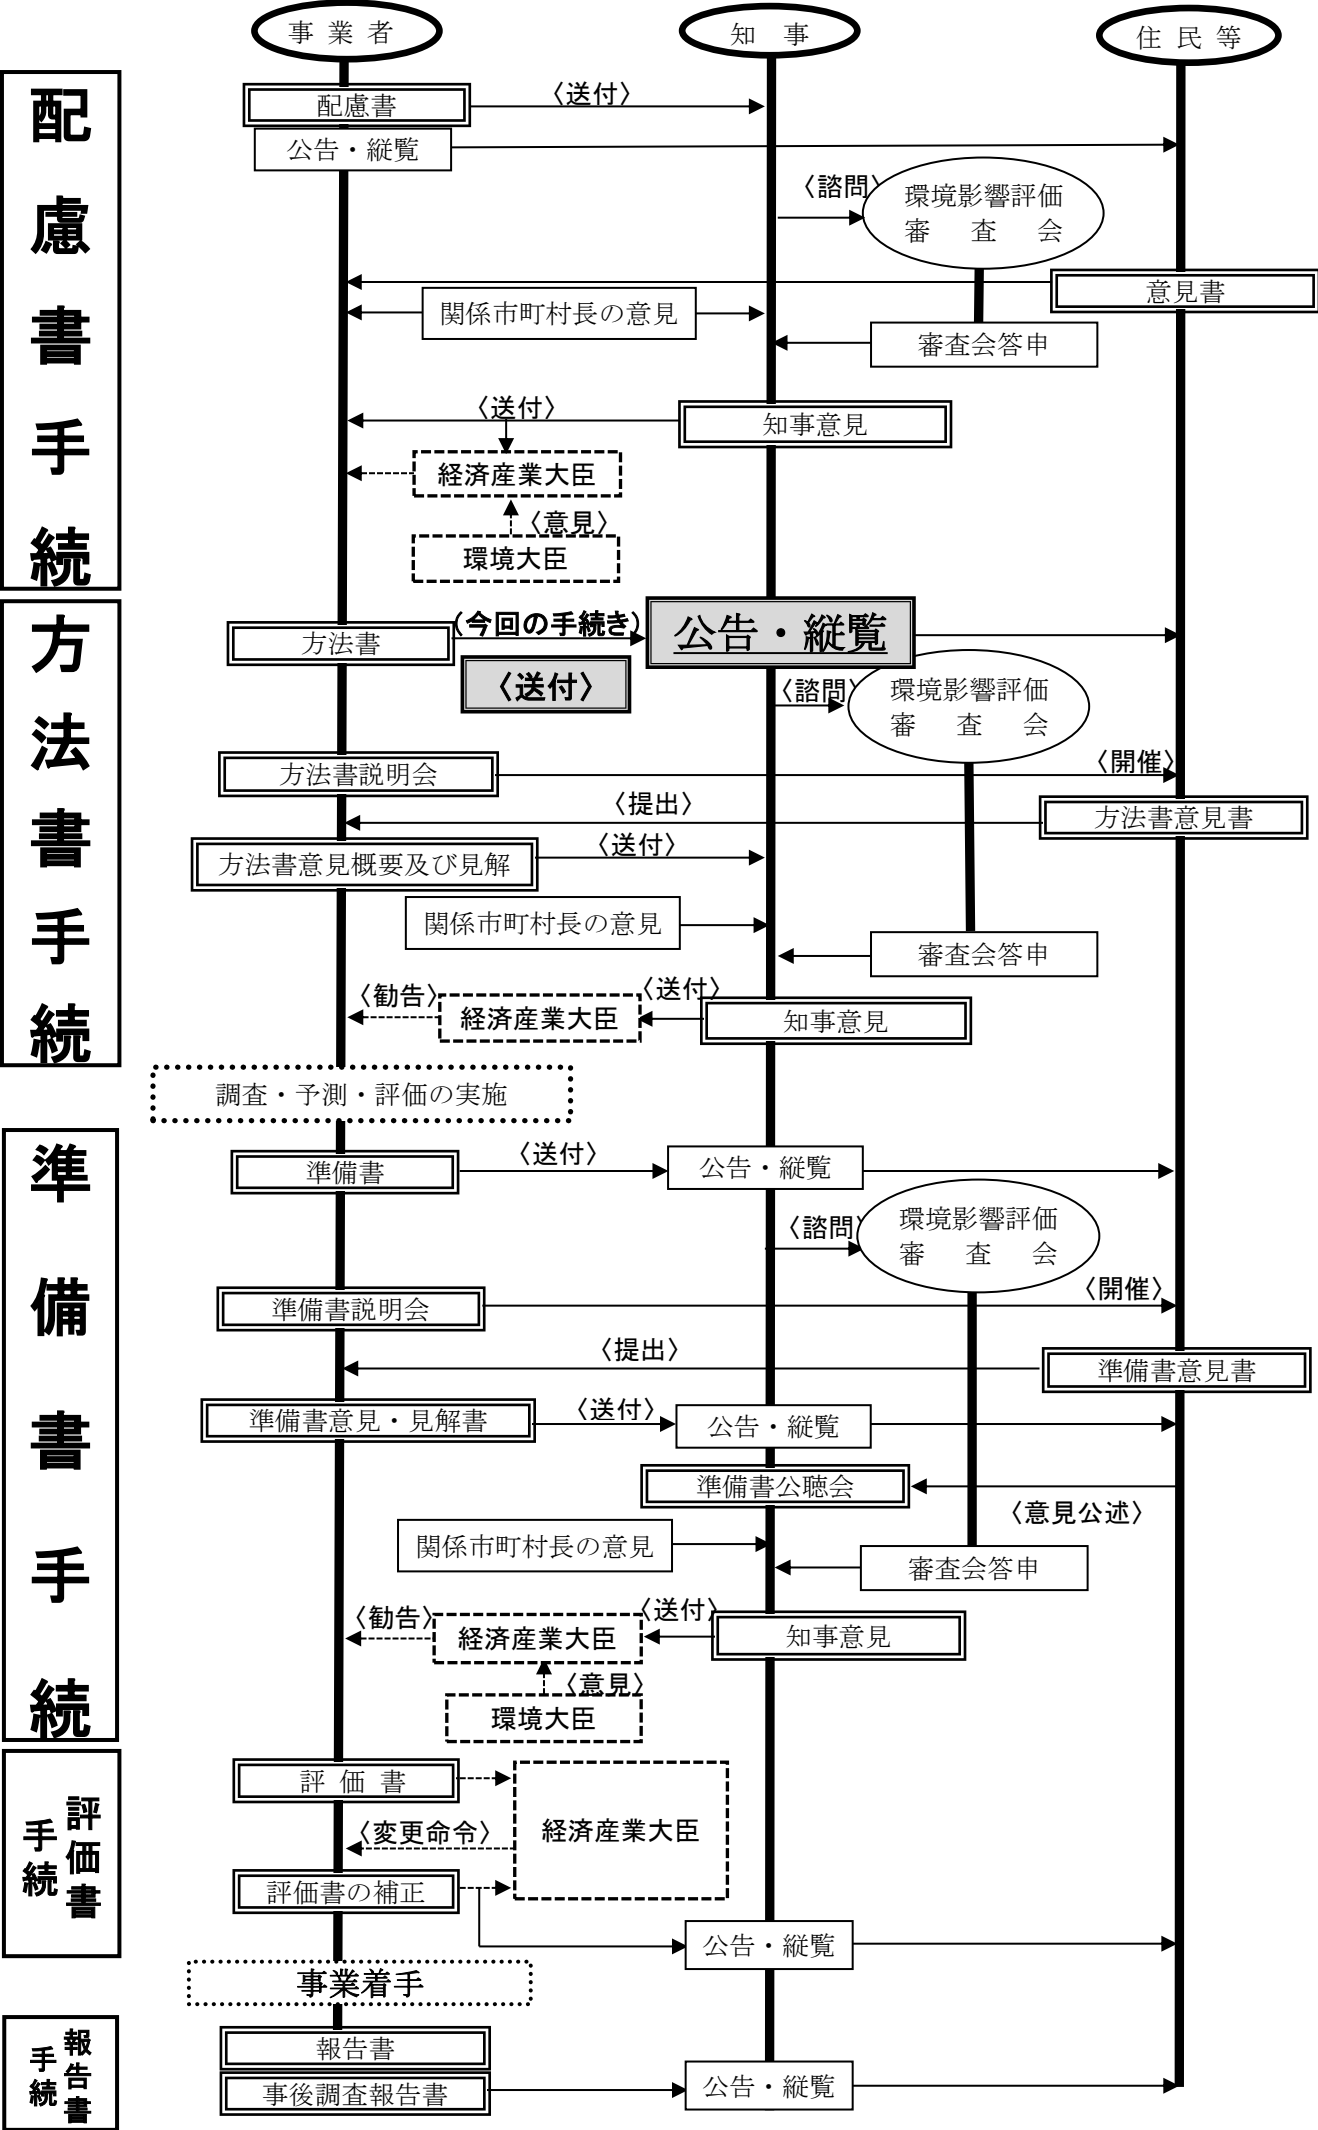 事 業 者
知　事
住 民 等
配慮書手続
配慮書
〈送付〉
公告・縦覧
〈諮問〉
環境影響評価
審　査　会
意見書
関係市町村長の意見
審査会答申
〈送付〉
知事意見
経済産業大臣
〈意見〉
環境大臣
方法書手続
方法書
(今回の手続き)
公告・縦覧
〈送付〉
〈諮問〉
環境影響評価
審　査　会
方法書説明会
〈開催〉
〈提出〉
方法書意見書
方法書意見概要及び見解
〈送付〉
関係市町村長の意見
審査会答申
〈勧告〉
経済産業大臣
〈送付〉
知事意見
調査・予測・評価の実施
準備書手続
準備書
〈送付〉
公告・縦覧
〈諮問〉
環境影響評価
審　査　会
準備書説明会
〈開催〉
〈提出〉
準備書意見書
準備書意見・見解書
〈送付〉
公告・縦覧
準備書公聴会
〈意見公述〉
関係市町村長の意見
審査会答申
〈勧告〉
経済産業大臣
〈送付〉
知事意見
〈意見〉
環境大臣
評価書
手続
評 価 書
経済産業大臣
〈変更命令〉
評価書の補正
公告・縦覧
事業着手
報告書
手続
報告書
事後調査報告書
公告・縦覧